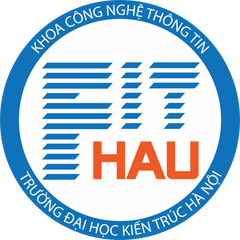 KHOA CÔNG NGHỆ THÔNG TIN
FIT
HAU
TRƯỜNG ĐẠI HỌC KIẾN TRÚC HÀ NỘI